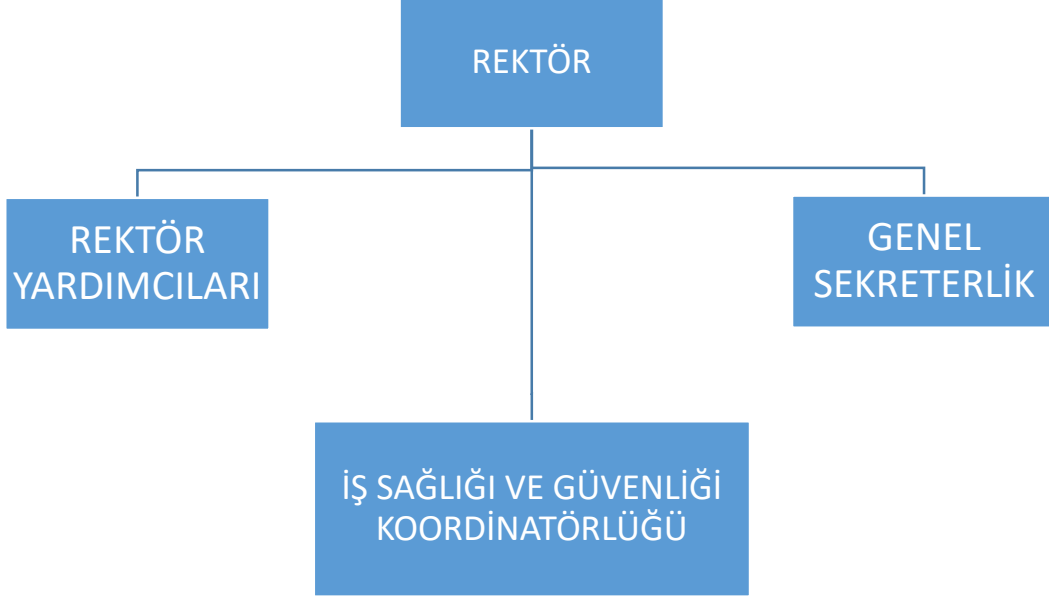 REKTÖR
REKTÖR
YARDIMCILARI
GENEL
SEKRETERLİK
İŞ SAĞLIĞI VE GÜVENLİĞİ
KOORDİNATÖRLÜĞÜ